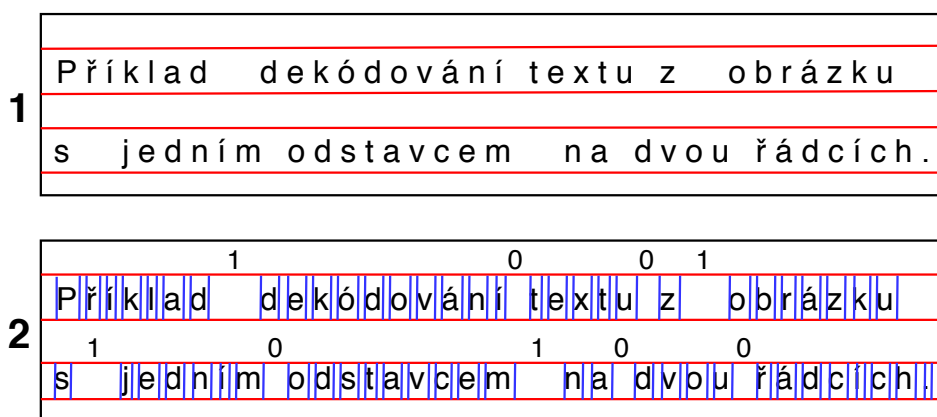 1
Příklad dekódování textu z obrázku
s jedním odstavcem na dvou řádcích.
2
1 0 0 1
Příklad dekódování textu z obrázku
1 0 1 0 0
s jedním odstavcem na dvou řádcích.